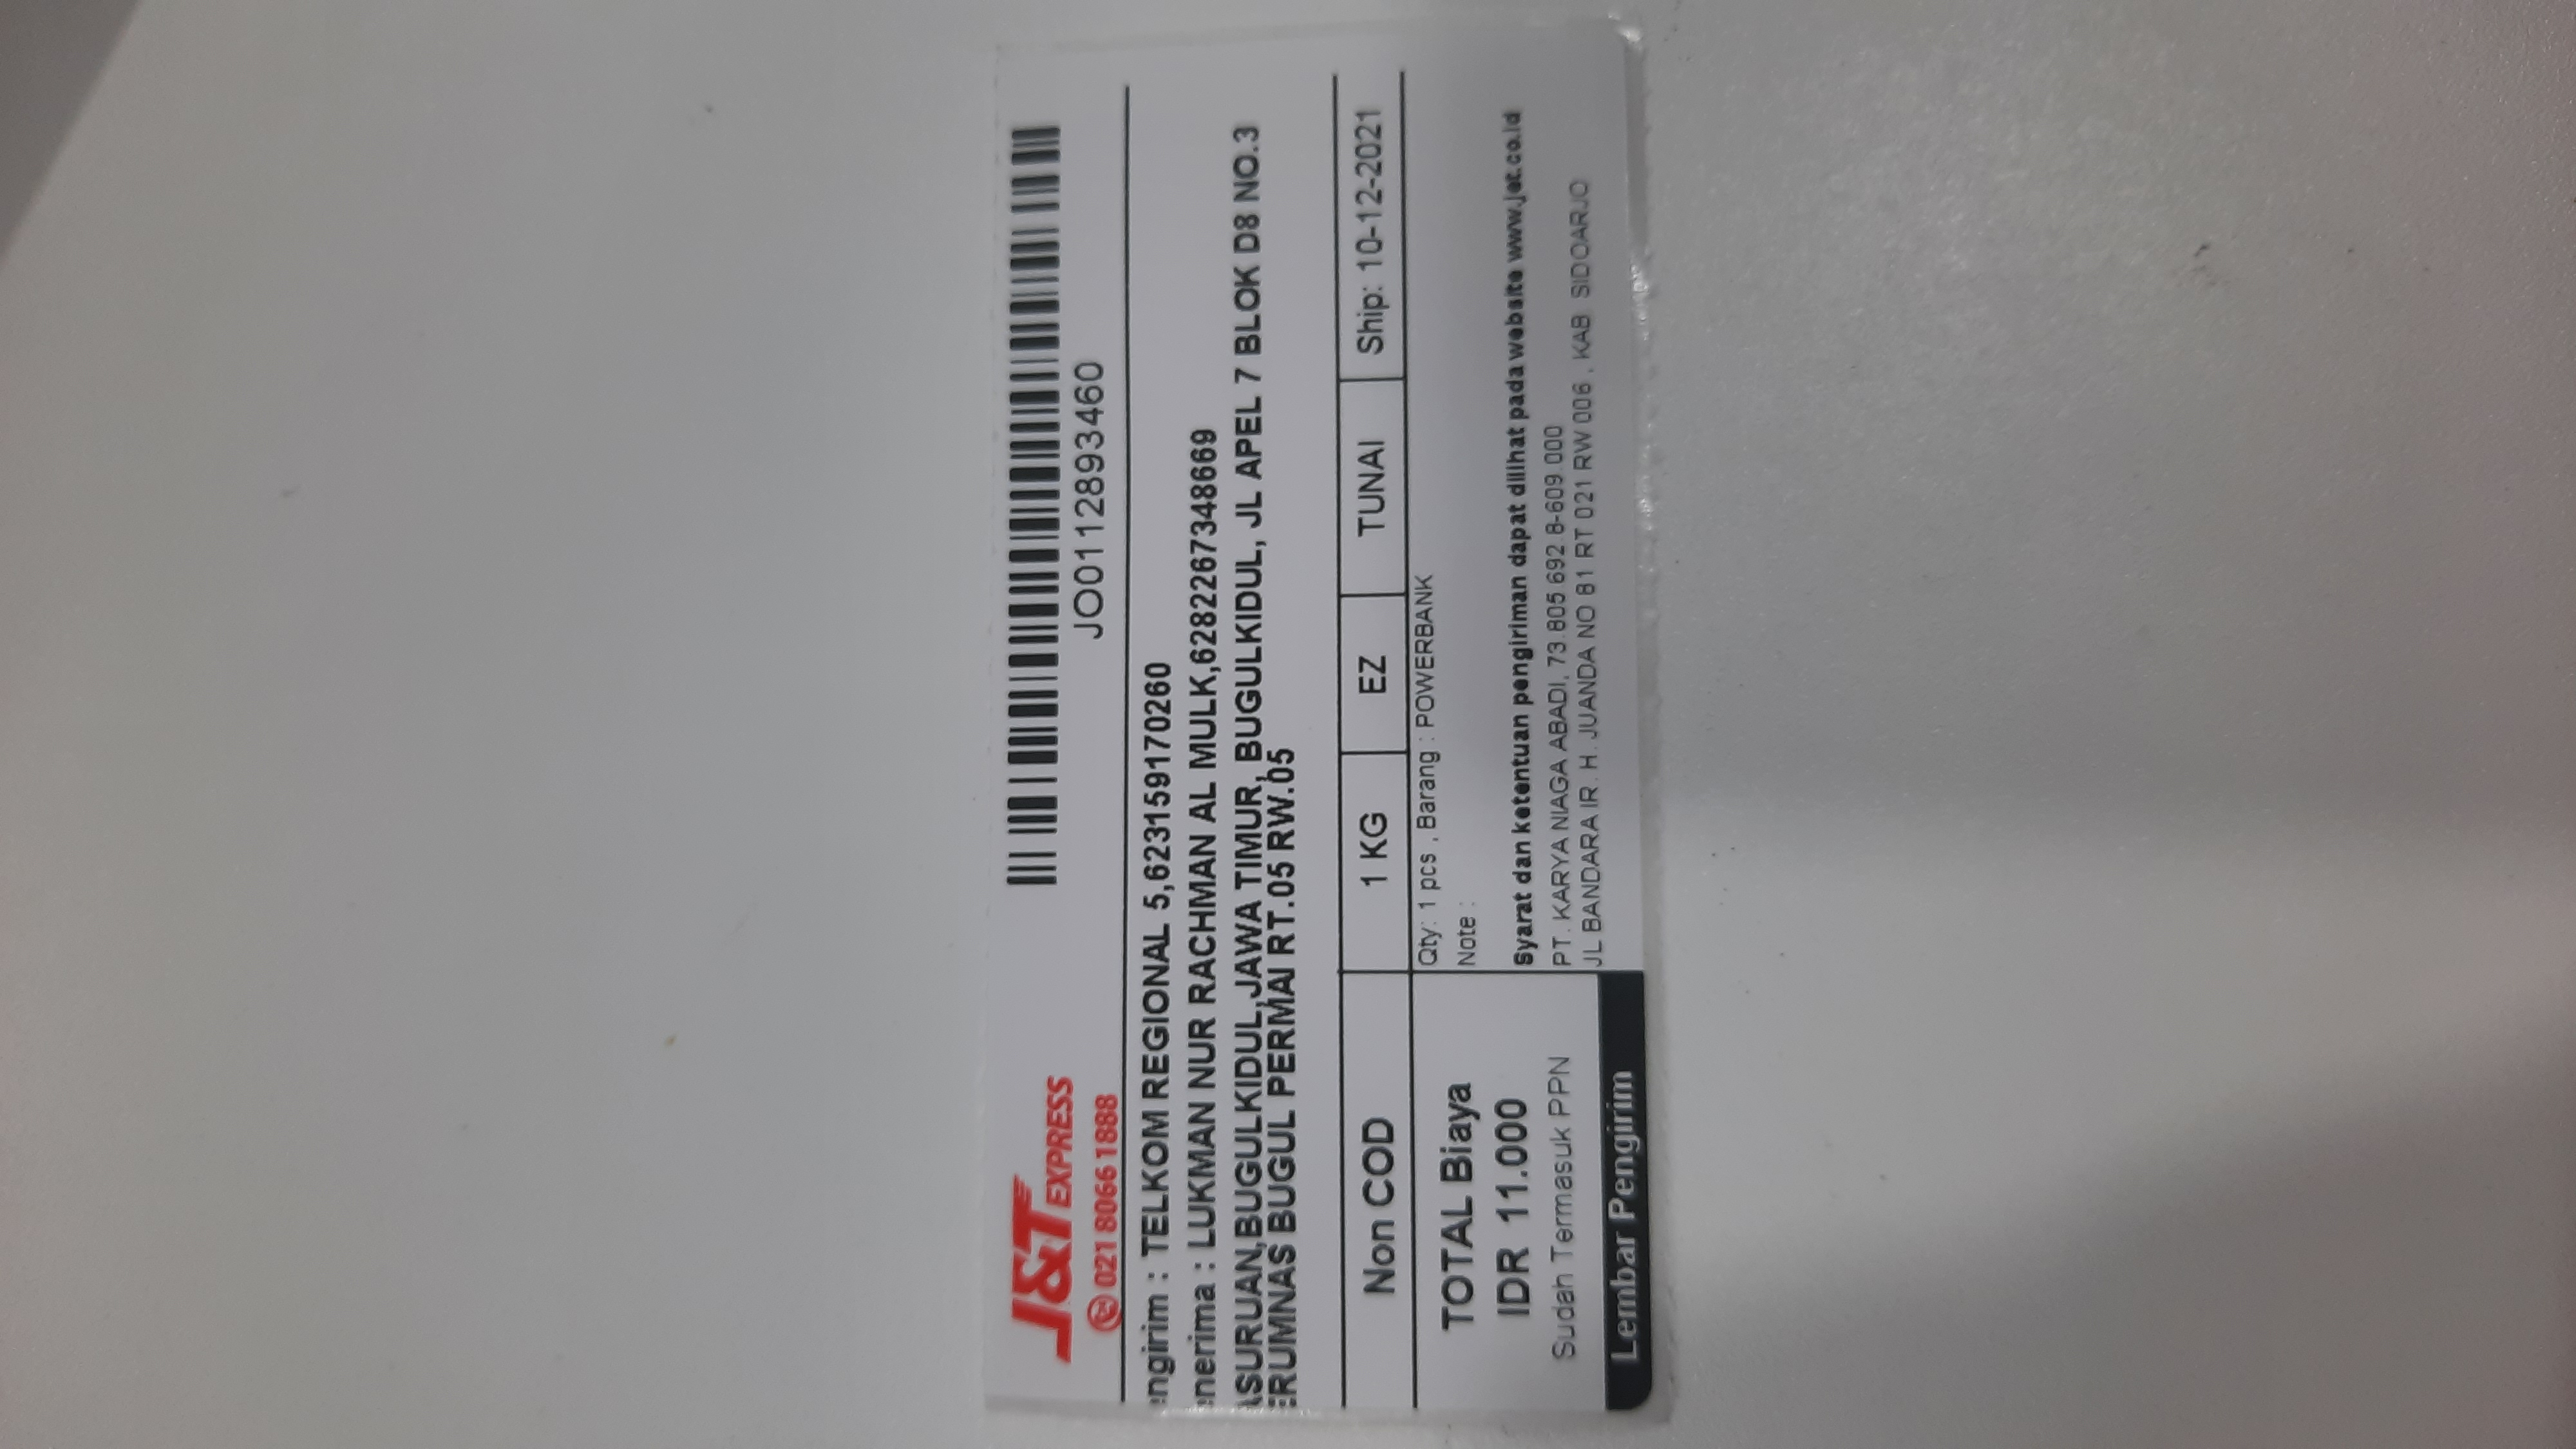 J&T EXPRESS
021 8066 1888
JO0112893460
engirim : TELKOM REGIONAL 5,623159170260
enerima : LUKMAN NUR RACHMAN AL MULK,6282267348669
ASURUAN,BUGULKIDUL,JAWA TIMUR, BUGULKIDUL, JL APEL 7 BLOK D8 NO.3
ERUMNAS BUGUL PERMAI RT.05 RW.05
Non COD 1 KG EZ TUNAI Ship: 10-12-2021
TOTAL Biaya
IDR 11.000
Sudah Termasuk PPN
Lembar Pengirim
Qty: 1 pcs , Barang : POWERBANK
Note :
Syarat dan ketentuan pengiriman dapat dilihat pada website www.jet.co.id
PT. KARYA NIAGA ABADI, 73.805.692.8-609.000
JL BANDARA IR. H. JUANDA NO 81 RT 021 RW 006 , KAB. SIDOARJO